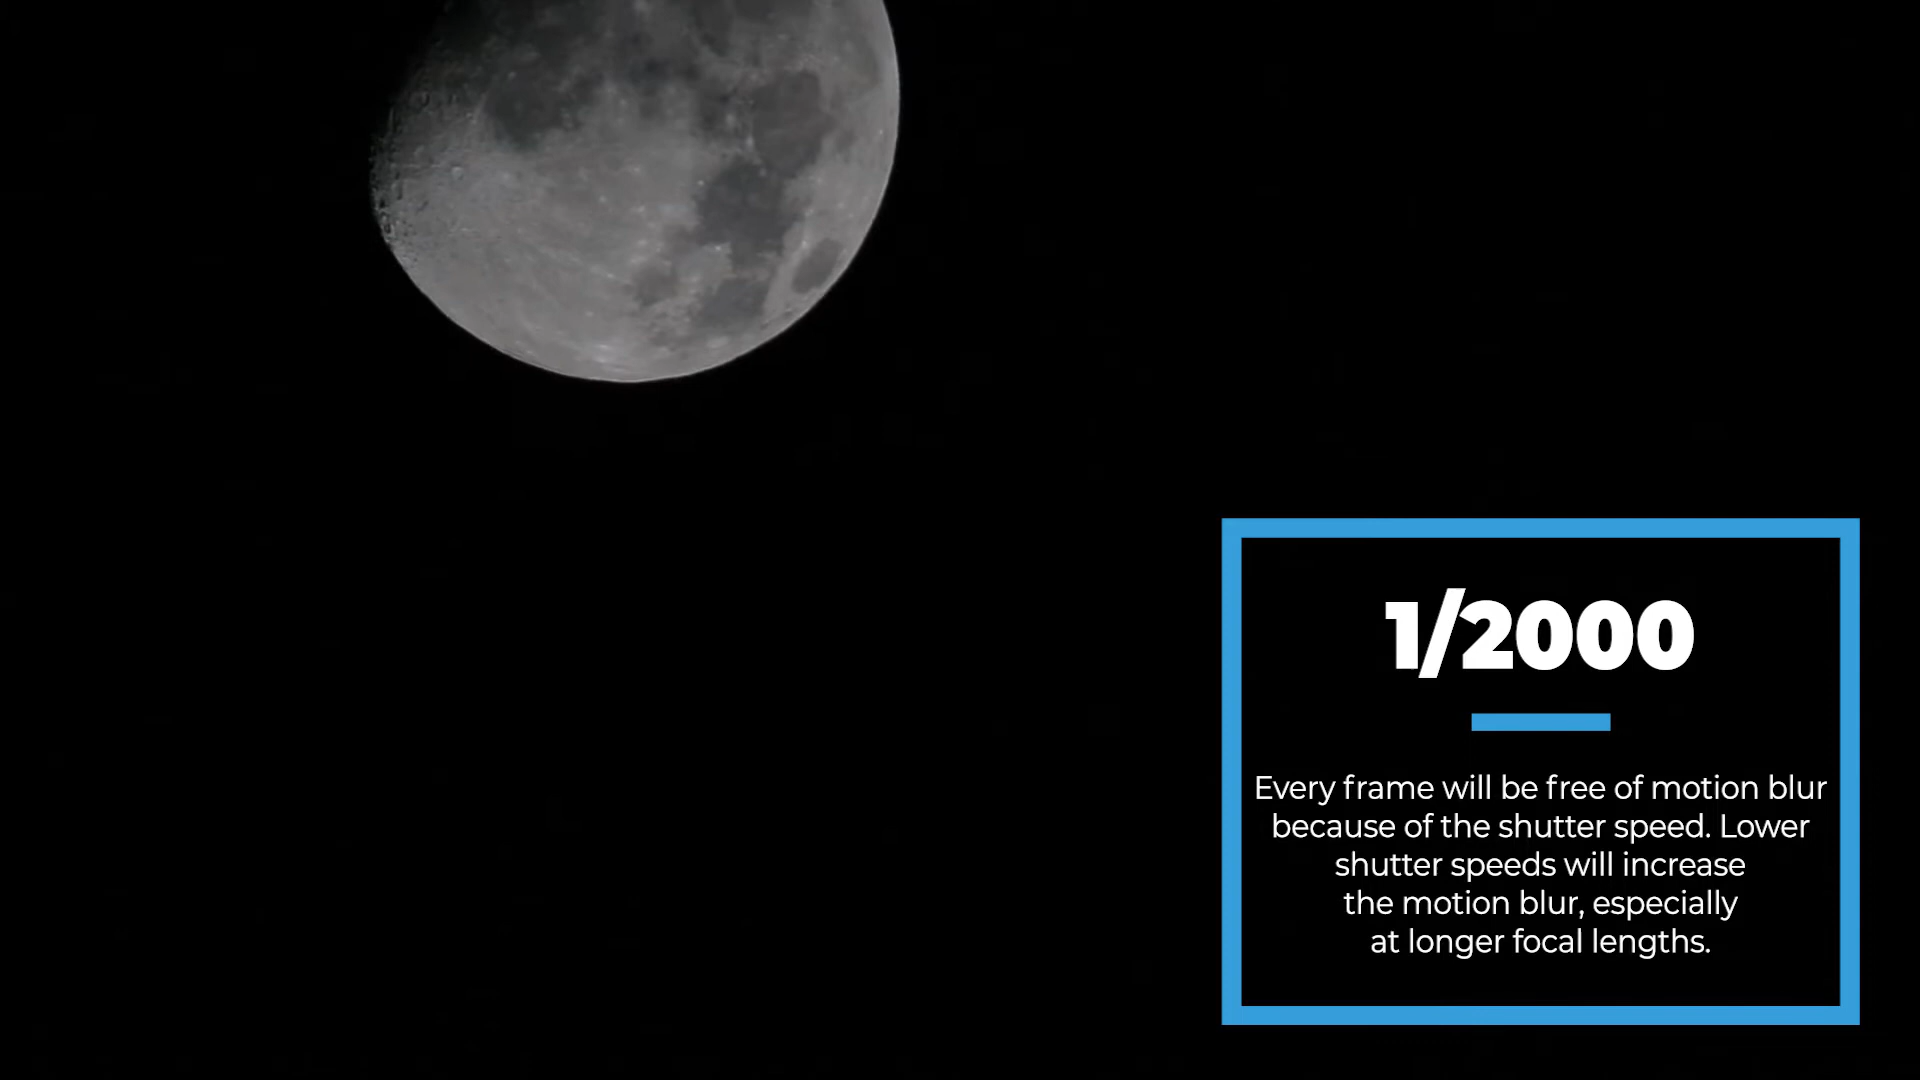 1/2000
Every frame will be free of motion blur
because of the shutter speed. Lower
shutter speeds will increase
the motion blur, especially
at longer focal lengths.